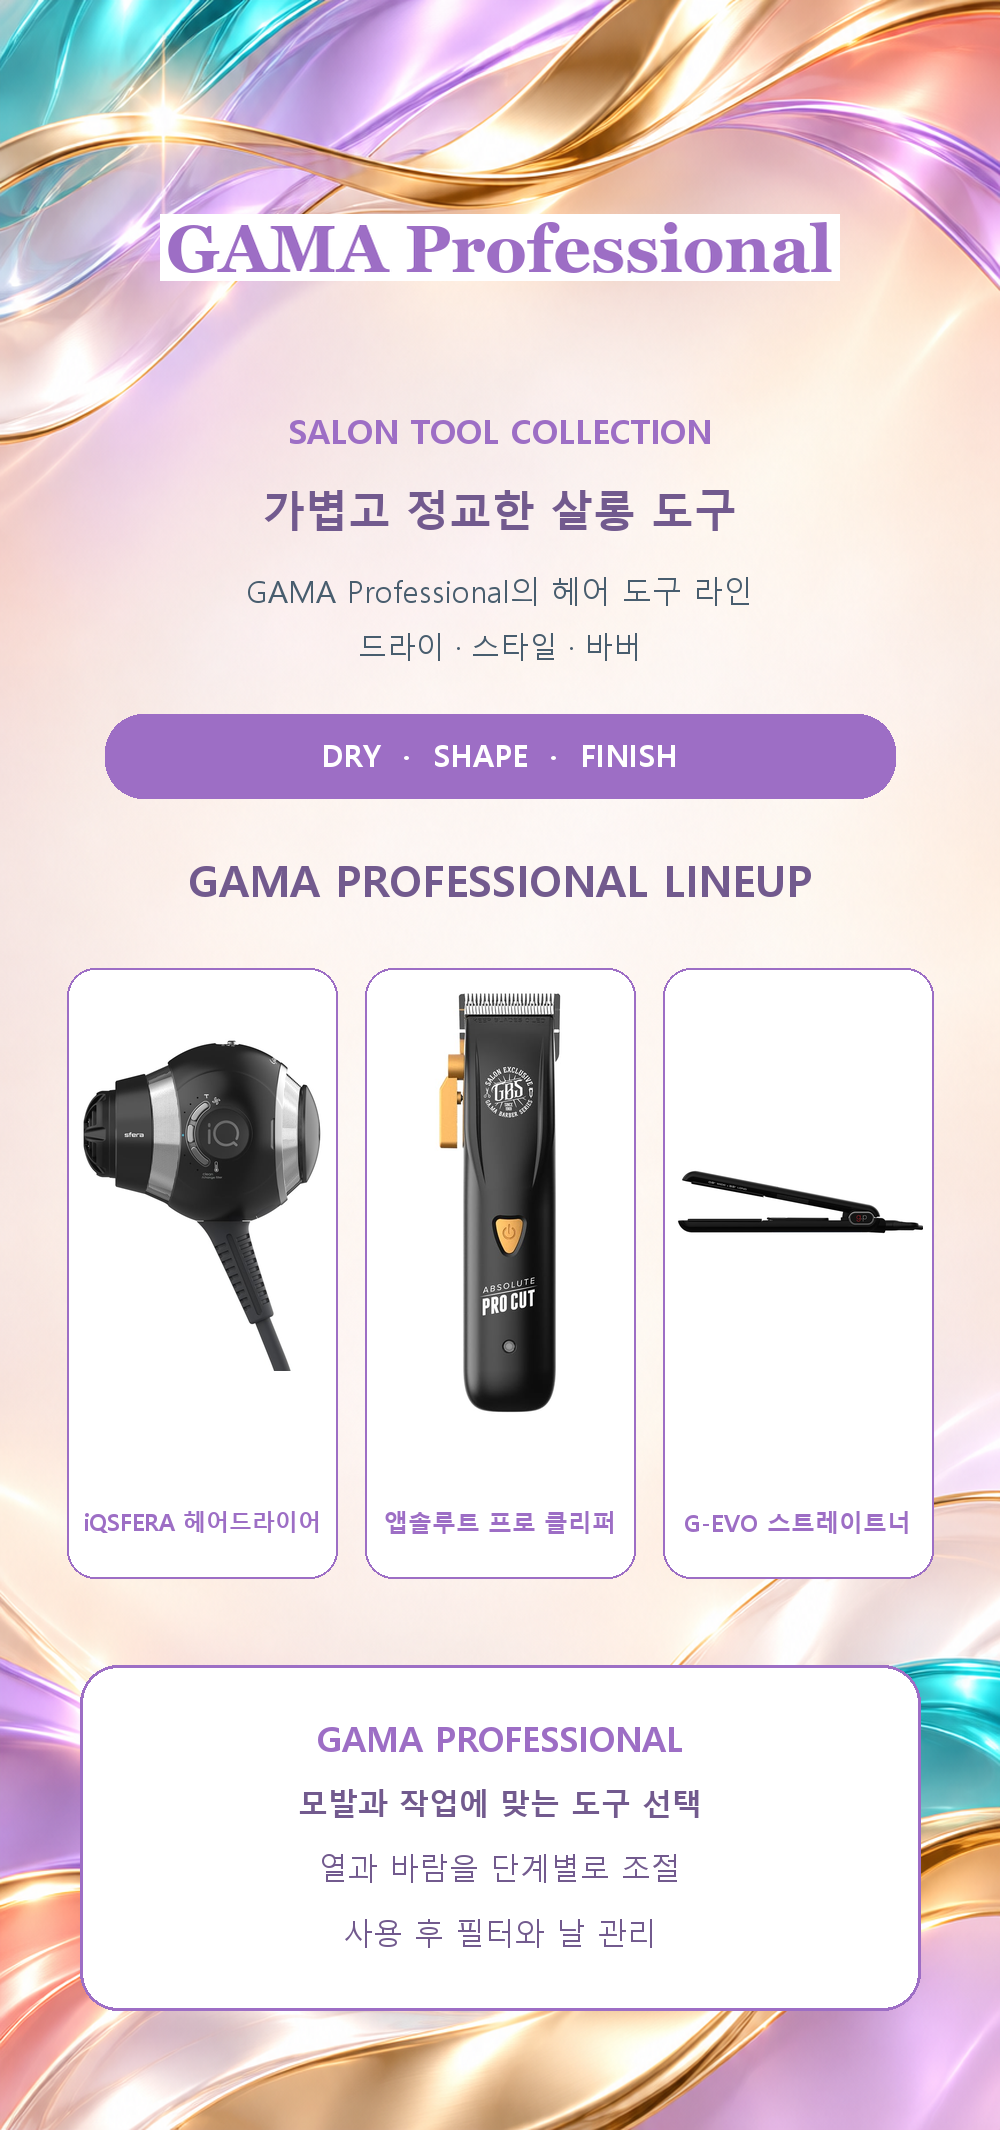 GAMA Professional
SALON TOOL COLLECTION
가볍고 정교한 살롱 도구
GAMA Professional의 헤어 도구 라인
드라이 · 스타일 · 바버
DRY · SHAPE · FINISH
GAMA PROFESSIONAL LINEUP
sfera
iQ
SALON EXCLUSIVE
GBS
SINCE
GA.MA BARBER SERIES
ABSOLUTE
PRO CUT
iQSFERA 헤어드라이어
앱솔루트 프로 클리퍼
G-EVO 스트레이트너
GAMA PROFESSIONAL
모발과 작업에 맞는 도구 선택
열과 바람을 단계별로 조절
사용 후 필터와 날 관리